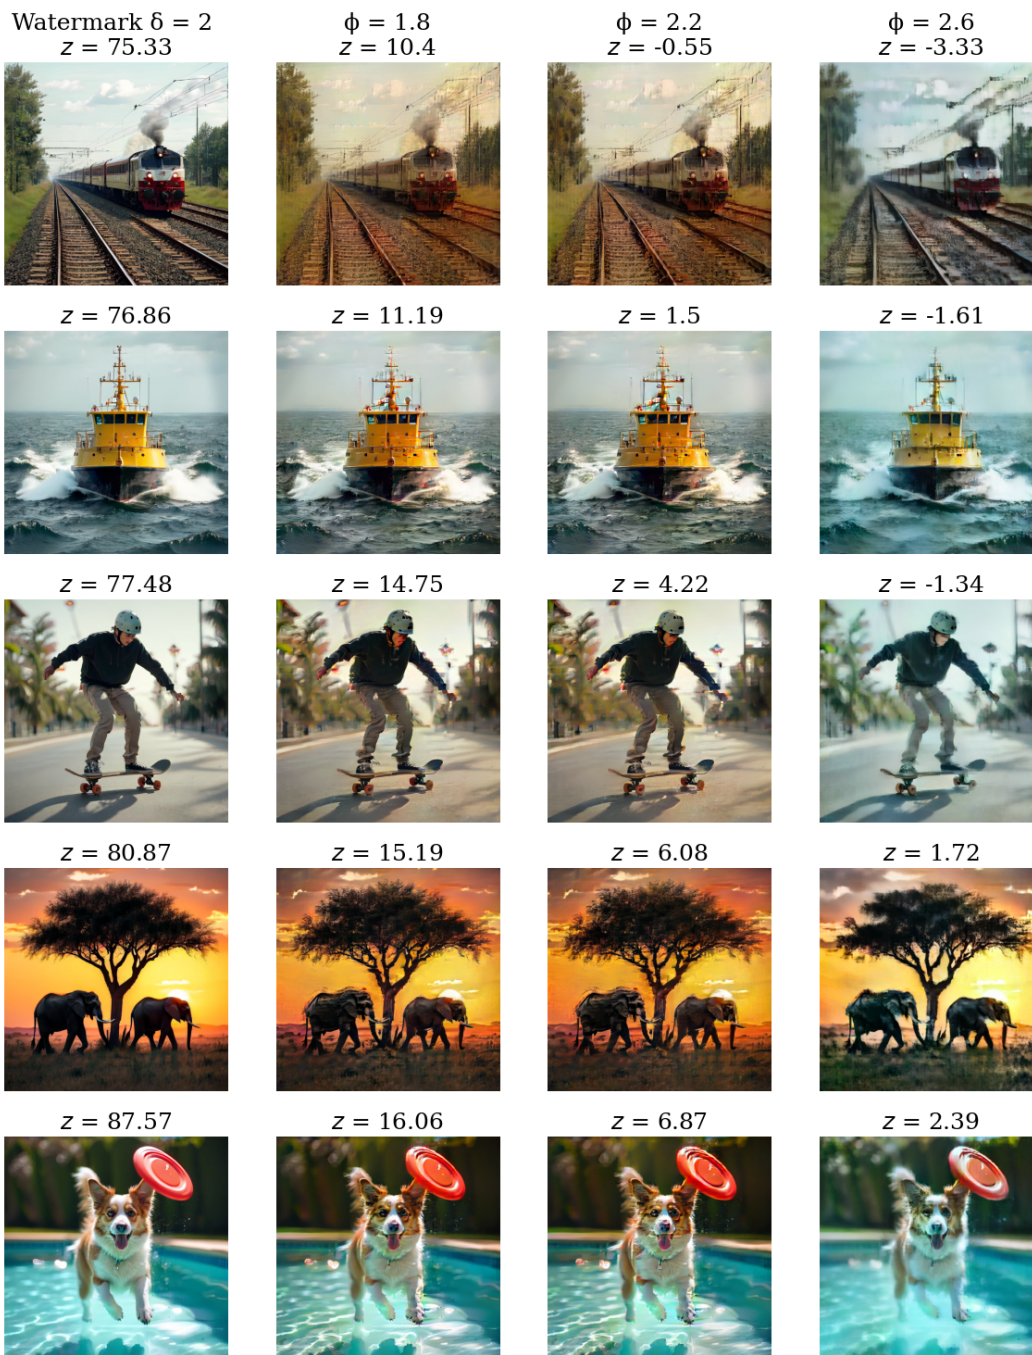 Watermark δ = 2
z = 75.33
ϕ = 1.8
z = 10.4
ϕ = 2.2
z = -0.55
ϕ = 2.6
z = -3.33
z = 76.86
z = 11.19
z = 1.5
z = -1.61
z = 77.48
z = 14.75
z = 4.22
z = -1.34
z = 80.87
z = 15.19
z = 6.08
z = 1.72
z = 87.57
z = 16.06
z = 6.87
z = 2.39